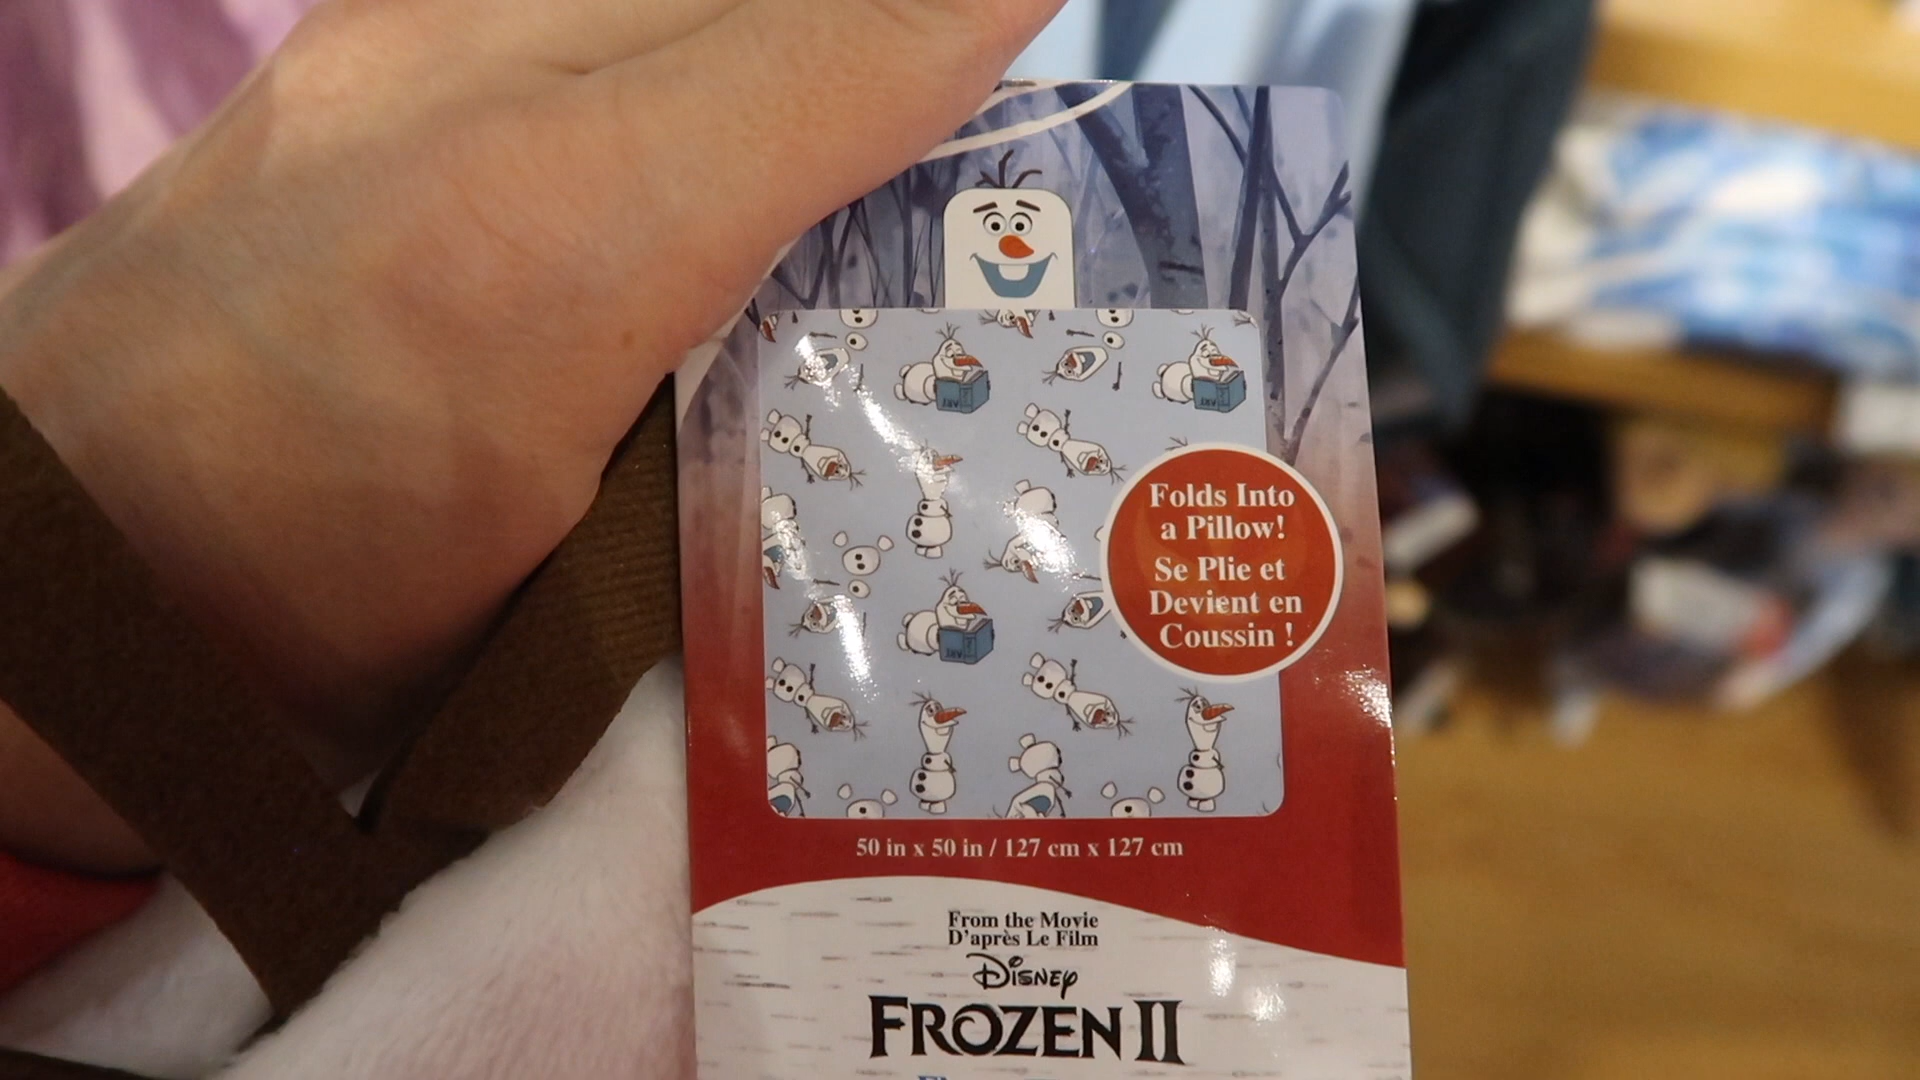 Folds Into
a Pillow!
Se Plie et
Devient en
Coussin !
50 in x 50 in / 127 cm x 127 cm
From the Movie
D'après Le Film
Disney
FROZEN II